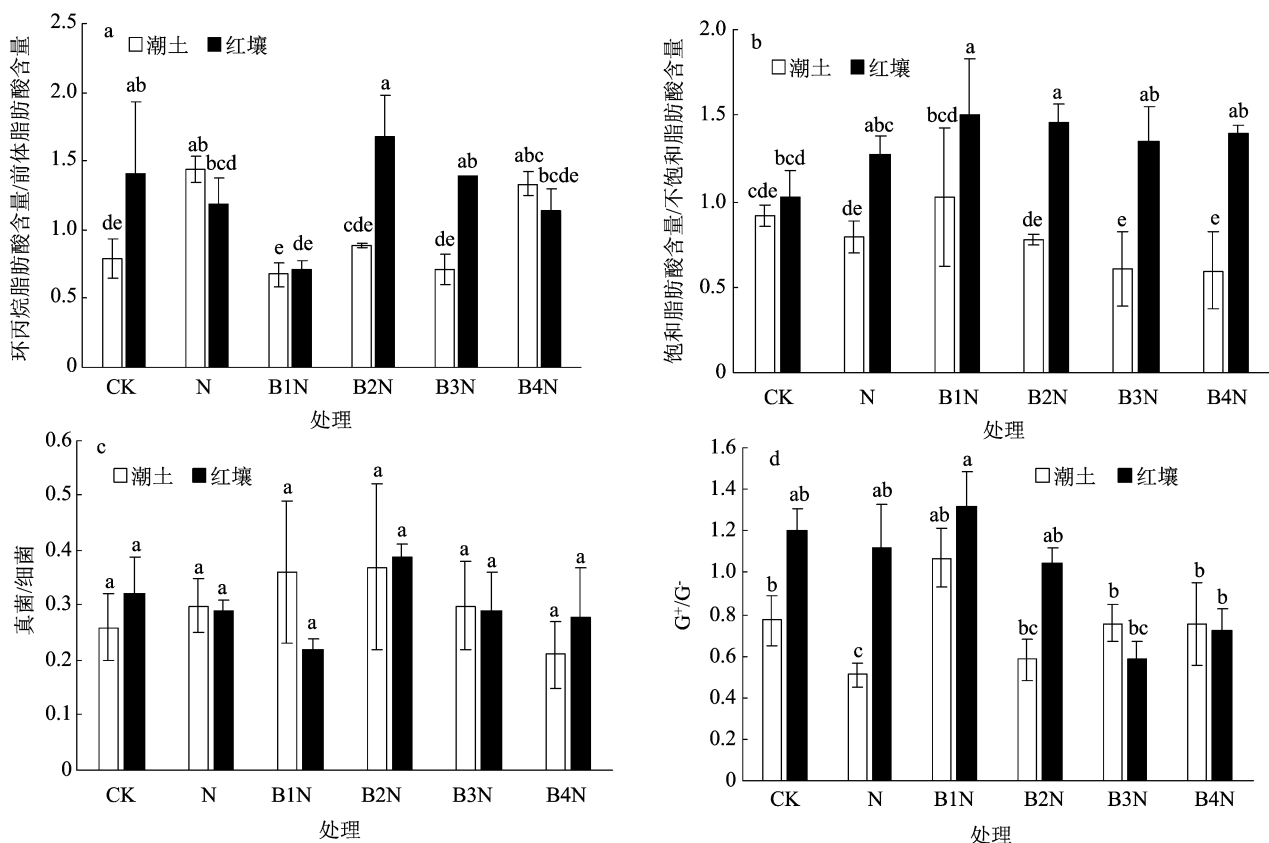 a
潮土 红壤
环丙烷脂肪酸含量/前体脂肪酸含量
2.5
2.0
1.5
1.0
0.5
0
de ab ab bcd e de cde a de ab abc bcde
CK N B1N B2N B3N B4N
处理
b
潮土 红壤
饱和脂肪酸含量/不饱和脂肪酸含量
2.0
1.5
1.0
0.5
0
cde bcd de abc bcd a de a e ab e ab
CK N B1N B2N B3N B4N
处理
c
潮土 红壤
真菌/细菌
0.6
0.5
0.4
0.3
0.2
0.1
0
a a a a a a a a a a a a
CK N B1N B2N B3N B4N
处理
d
潮土 红壤
G⁺/G⁻
1.6
1.4
1.2
1.0
0.8
0.6
0.4
0.2
0
b ab c ab ab a bc ab b bc b b
CK N B1N B2N B3N B4N
处理